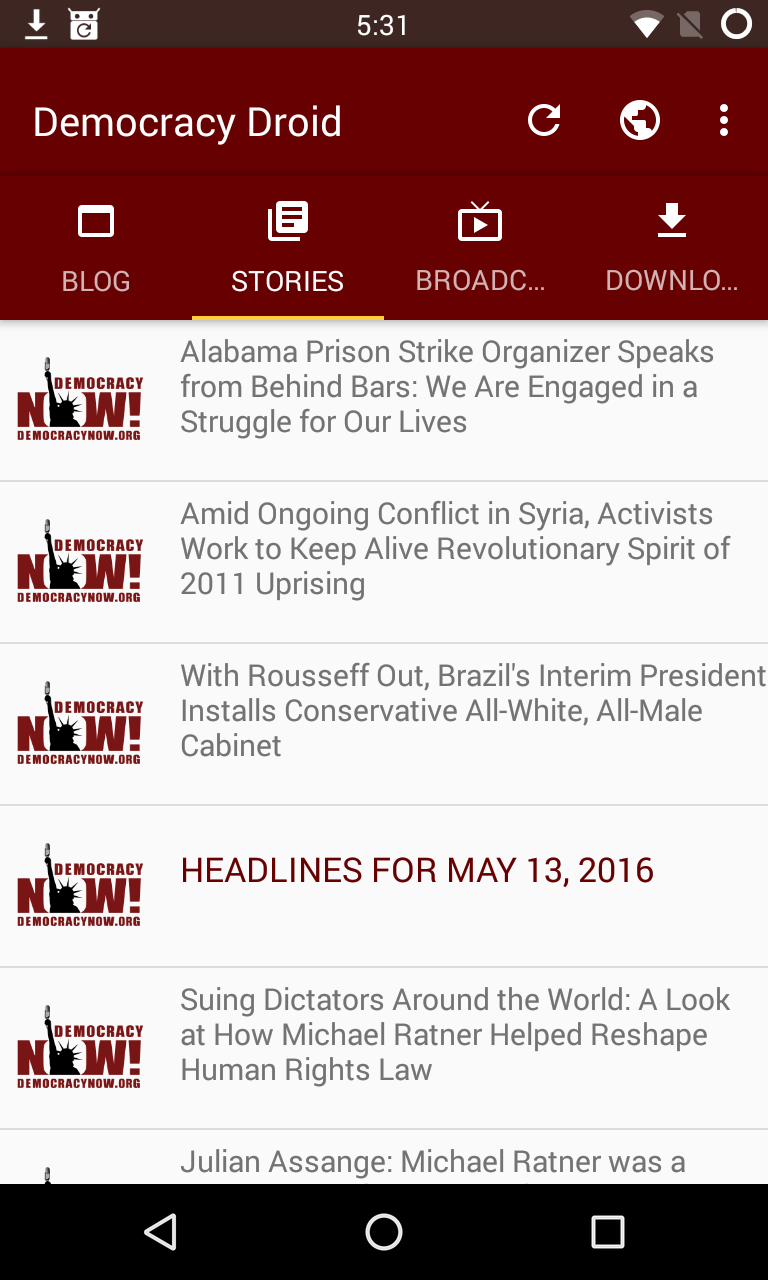 5:31
Democracy Droid
BLOG
STORIES
BROADC...
DOWNLO...
Alabama Prison Strike Organizer Speaks
from Behind Bars: We Are Engaged in a
Struggle for Our Lives
DEMOCRACY
NOW!
DEMOCRACYNOW.ORG
Amid Ongoing Conflict in Syria, Activists
Work to Keep Alive Revolutionary Spirit of
2011 Uprising
DEMOCRACY
NOW!
DEMOCRACYNOW.ORG
With Rousseff Out, Brazil's Interim President
Installs Conservative All-White, All-Male
Cabinet
DEMOCRACY
NOW!
DEMOCRACYNOW.ORG
HEADLINES FOR MAY 13, 2016
DEMOCRACY
NOW!
DEMOCRACYNOW.ORG
Suing Dictators Around the World: A Look
at How Michael Ratner Helped Reshape
Human Rights Law
DEMOCRACY
NOW!
DEMOCRACYNOW.ORG
Julian Assange: Michael Ratner was a